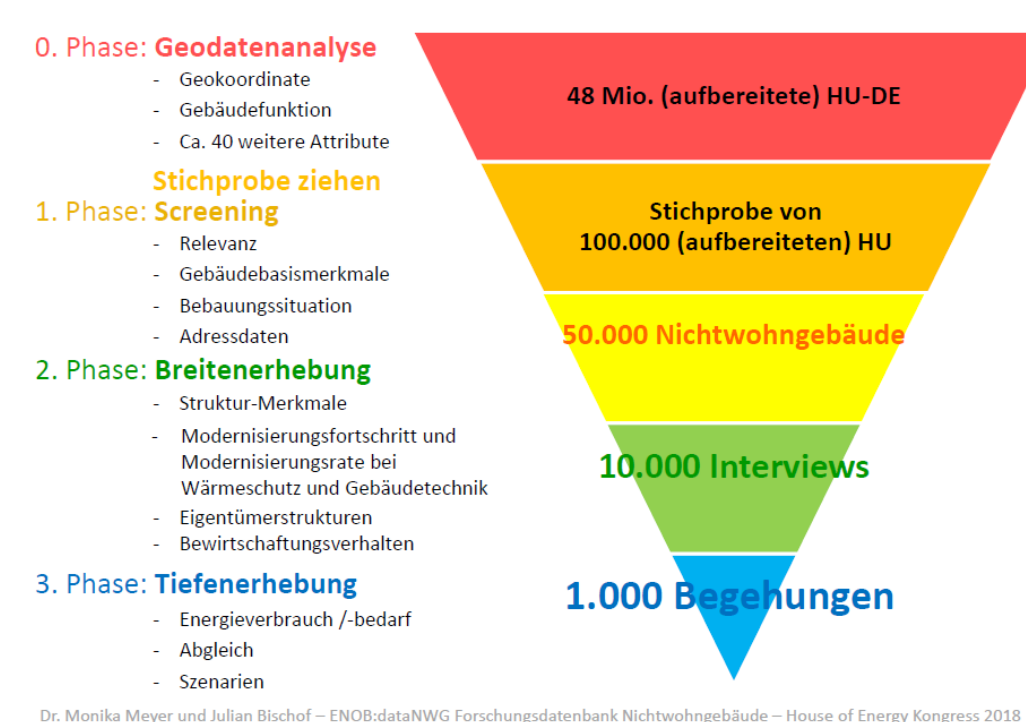 0. Phase: Geodatenanalyse
- Geokoordinate
- Gebäudefunktion
- Ca. 40 weitere Attribute
Stichprobe ziehen
1. Phase: Screening
- Relevanz
- Gebäudebasismerkmale
- Bebauungssituation
- Adressdaten
2. Phase: Breitenerhebung
- Struktur-Merkmale
- Modernisierungsfortschritt und
Modernisierungsrate bei
Wärmeschutz und Gebäudetechnik
- Eigentümerstrukturen
- Bewirtschaftungsverhalten
3. Phase: Tiefenerhebung
- Energieverbrauch /-bedarf
- Abgleich
- Szenarien
48 Mio. (aufbereitete) HU-DE
Stichprobe von
100.000 (aufbereiteten) HU
50.000 Nichtwohngebäude
10.000 Interviews
1.000 Begehungen
Dr. Monika Meyer und Julian Bischof – ENOB:dataNWG Forschungsdatenbank Nichtwohngebäude – House of Energy Kongress 2018